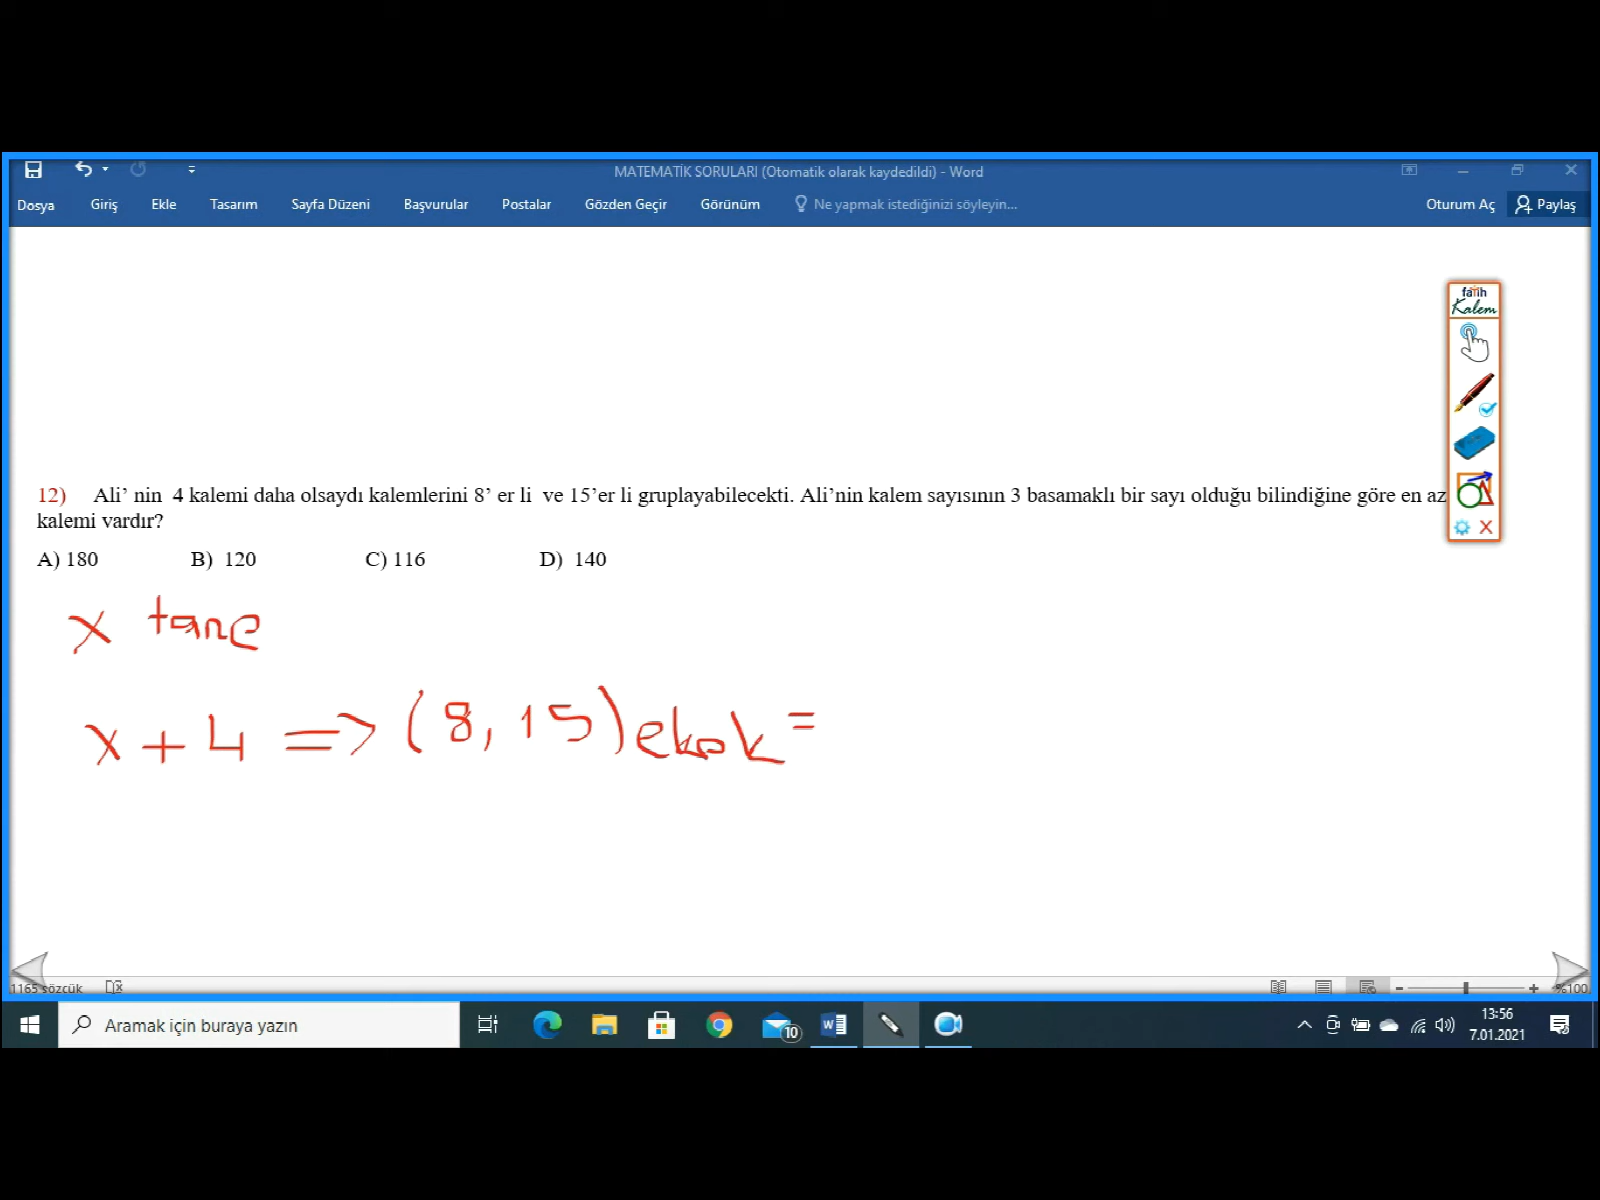 MATEMATİK SORULARI (Otomatik olarak kaydedildi) - Word
Dosya Giriş Ekle Tasarım Sayfa Düzeni Başvurular Postalar Gözden Geçir Görünüm Ne yapmak istediğinizi söyleyin... Oturum Aç Paylaş
fatih
Kalem
12) Ali’ nin 4 kalemi daha olsaydı kalemlerini 8’ er li ve 15’er li gruplayabilecekti. Ali’nin kalem sayısının 3 basamaklı bir sayı olduğu bilindiğine göre en az
kalemi vardır?
A) 180 B) 120 C) 116 D) 140
x tane
x + 4 => (8, 15) ekok =
1165 sözcük %100
Aramak için buraya yazın 10 13:56
7.01.2021